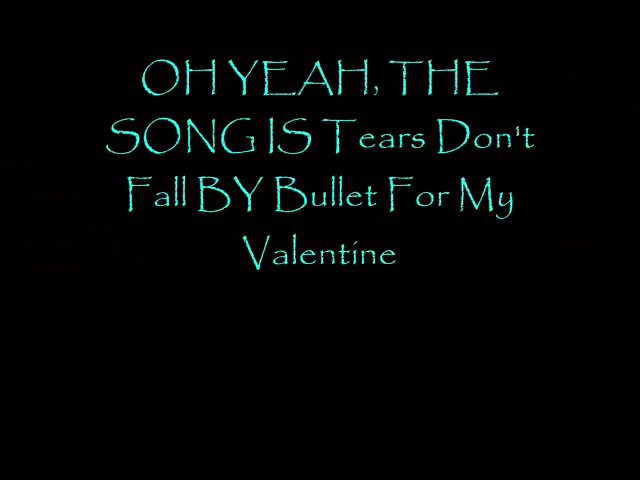 OH YEAH, THE
SONG IS Tears Don't
Fall BY Bullet For My
Valentine